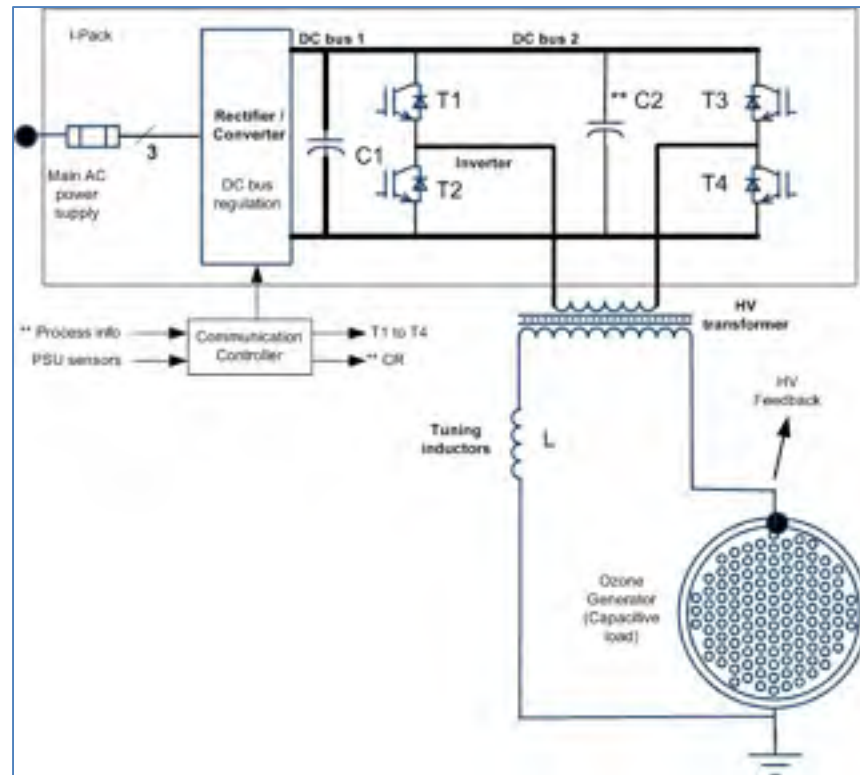 I-Pack
DC bus 1
DC bus 2
T1
** C2
T3
Rectifier /
Converter
DC bus
regulation
C1
3
Main AC
power
supply
Inverter
T2
T4
HV
transformer
** Process info
PSU sensors
Communication
Controller
T1 to T4
** CR
HV
Feedback
Tuning
inductors
L
Ozone
Generator
(Capacitive
load)